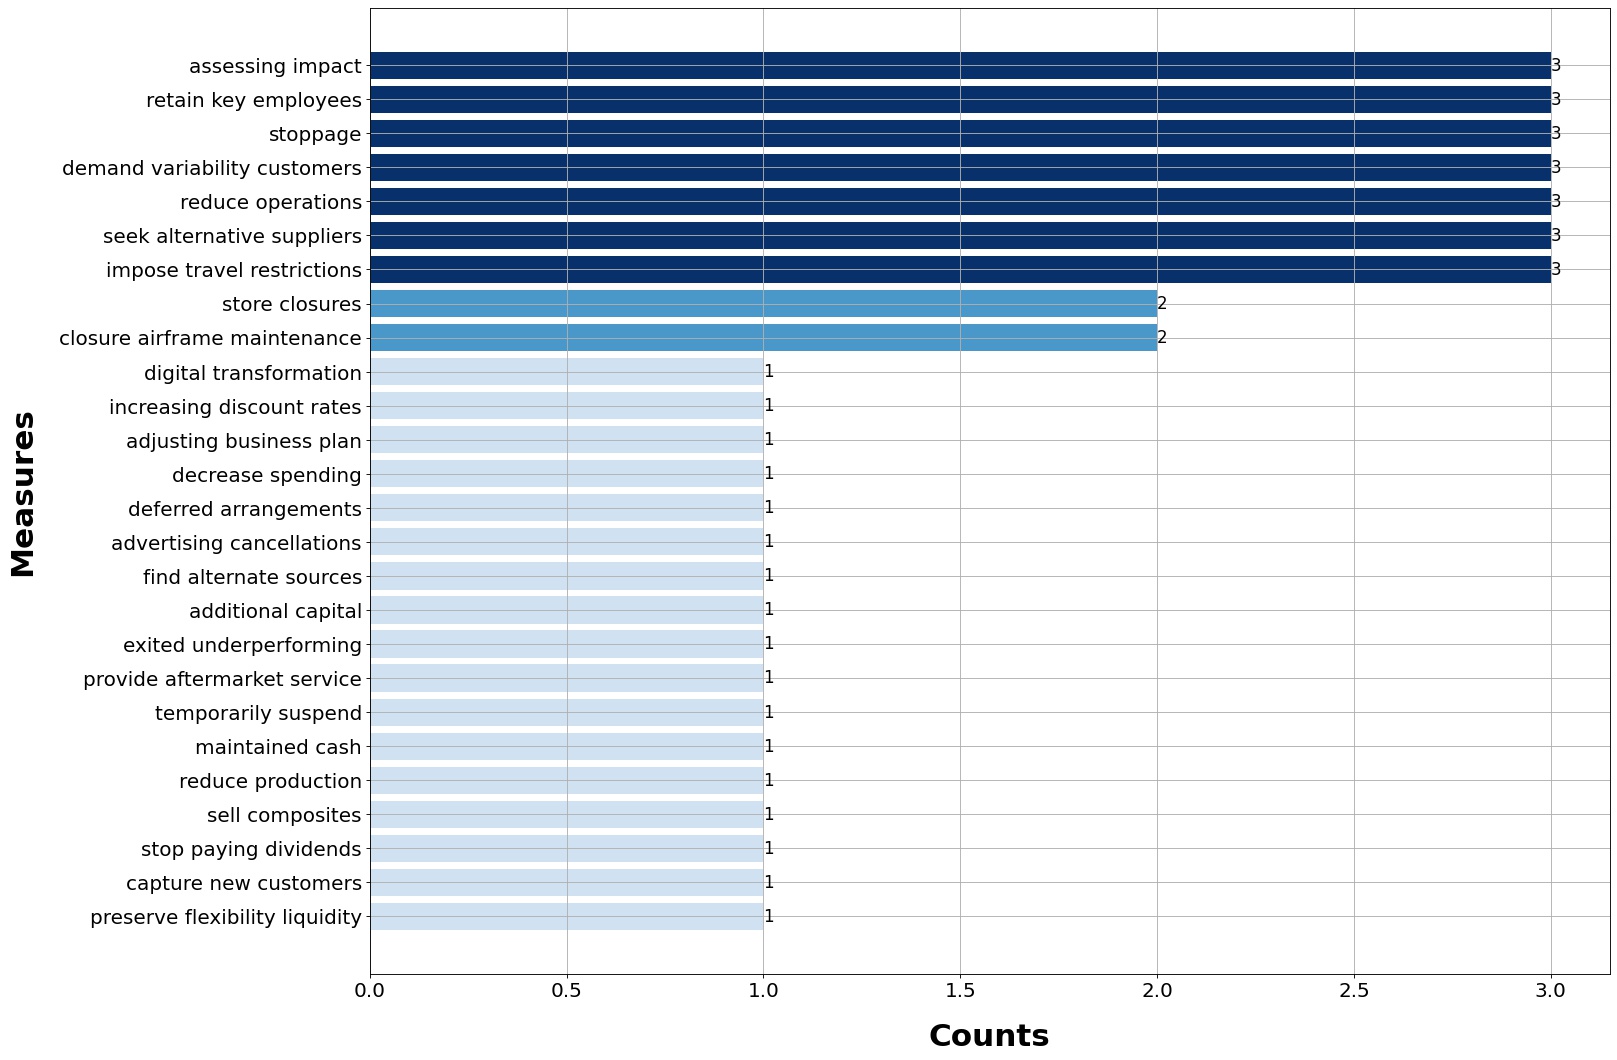 assessing impact 3
retain key employees 3
stoppage 3
demand variability customers 3
reduce operations 3
seek alternative suppliers 3
impose travel restrictions 3
store closures 2
closure airframe maintenance 2
digital transformation 1
increasing discount rates 1
adjusting business plan 1
decrease spending 1
deferred arrangements 1
advertising cancellations 1
find alternate sources 1
additional capital 1
exited underperforming 1
provide aftermarket service 1
temporarily suspend 1
maintained cash 1
reduce production 1
sell composites 1
stop paying dividends 1
capture new customers 1
preserve flexibility liquidity 1
Measures
0.0 0.5 1.0 1.5 2.0 2.5 3.0
Counts